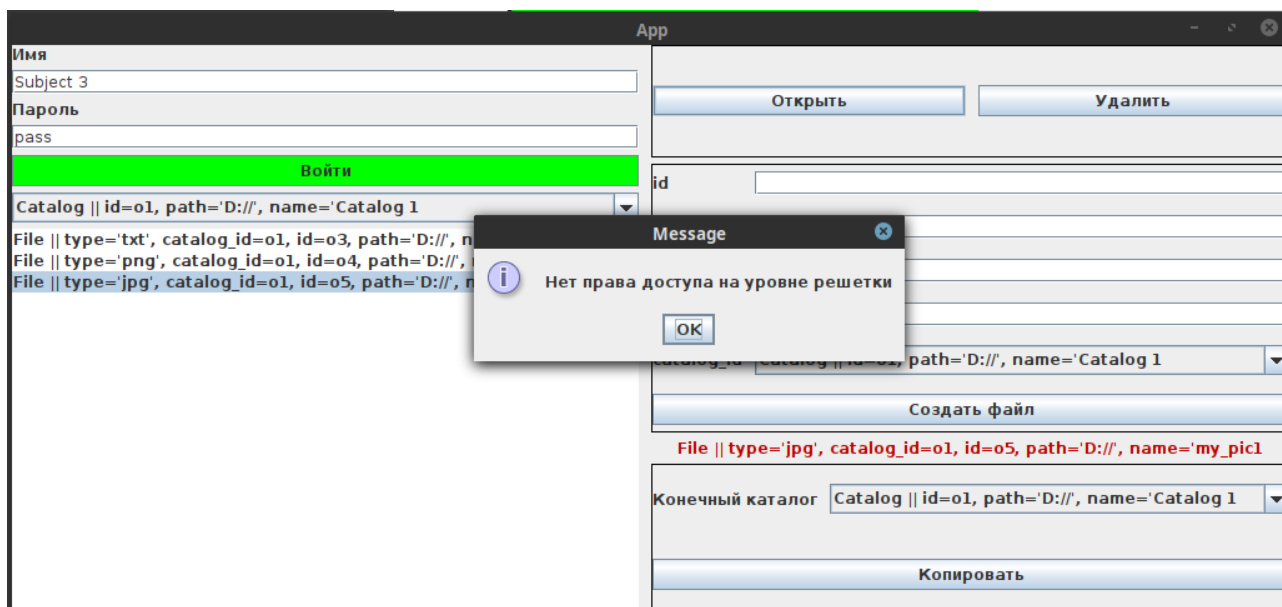 App
Имя
Subject 3
Пароль
pass
Войти
Catalog || id=o1, path='D://', name='Catalog 1
File || type='txt', catalog_id=o1, id=o3, path='D://', n
File || type='png', catalog_id=o1, id=o4, path='D://',
File || type='jpg', catalog_id=o1, id=o5, path='D://', n
Открыть
Удалить
id
Message
Нет права доступа на уровне решетки
OK
catalog_id Catalog || id=o1, path='D://', name='Catalog 1
Создать файл
File || type='jpg', catalog_id=o1, id=o5, path='D://', name='my_pic1
Конечный каталог Catalog || id=o1, path='D://', name='Catalog 1
Копировать